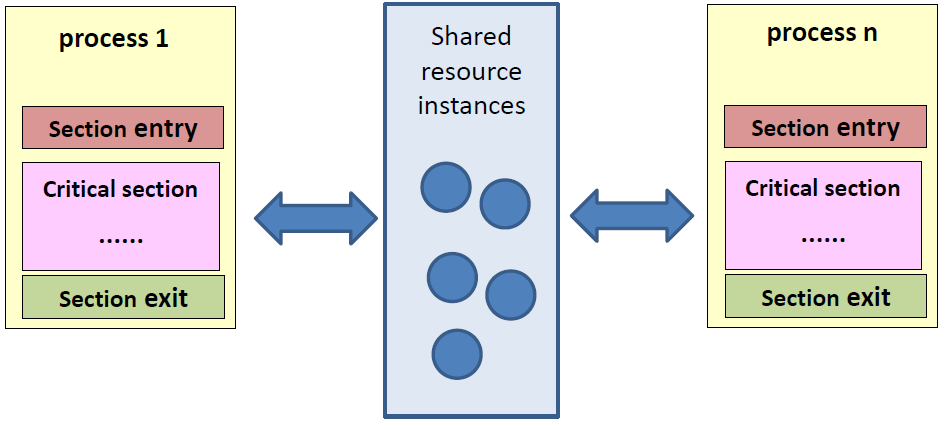 process 1
Section entry
Critical section
......
Section exit
Shared
resource
instances
process n
Section entry
Critical section
......
Section exit